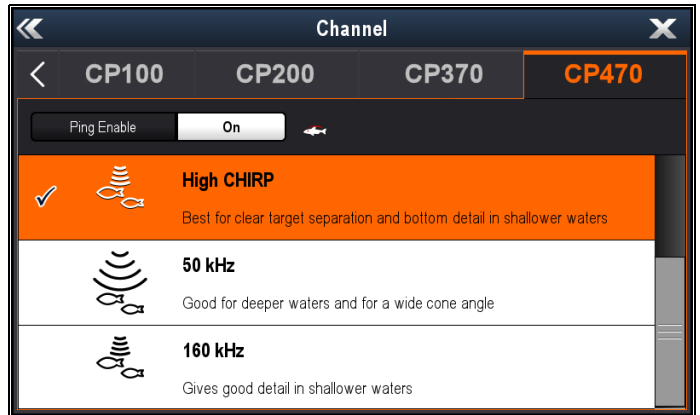 Channel
CP100 CP200 CP370 CP470
Ping Enable On
High CHIRP
Best for clear target separation and bottom detail in shallower waters
50 kHz
Good for deeper waters and for a wide cone angle
160 kHz
Gives good detail in shallower waters